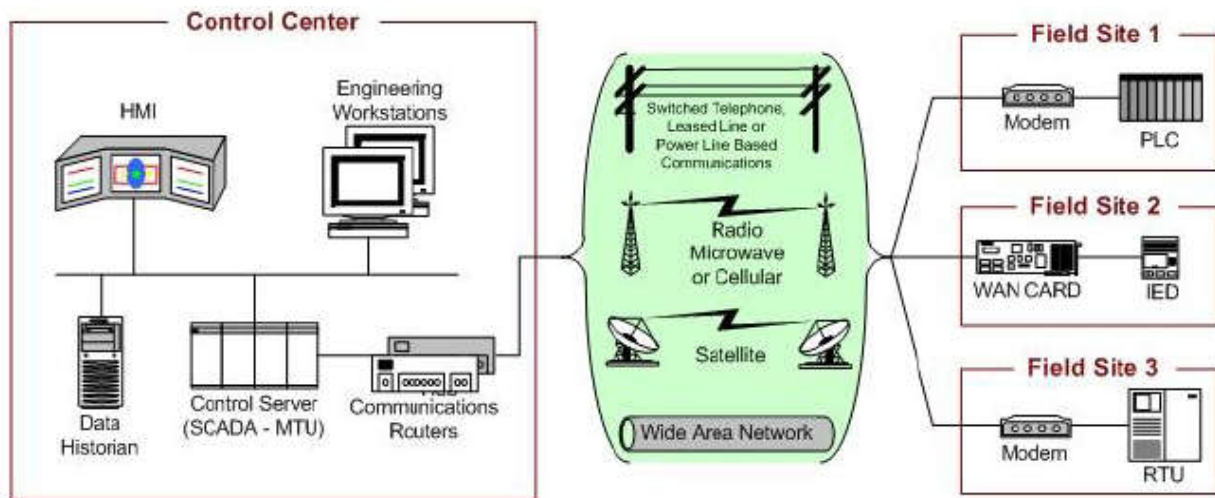 Control Center
HMI
Engineering
Workstations
Data
Historian
Control Server
(SCADA - MTU)
Communications
Routers
Switched Telephone,
Leased Line or
Power Line Based
Communications
Radio
Microwave
or Cellular
Satellite
Wide Area Network
Field Site 1
Modem
PLC
Field Site 2
WAN CARD
IED
Field Site 3
Modem
RTU